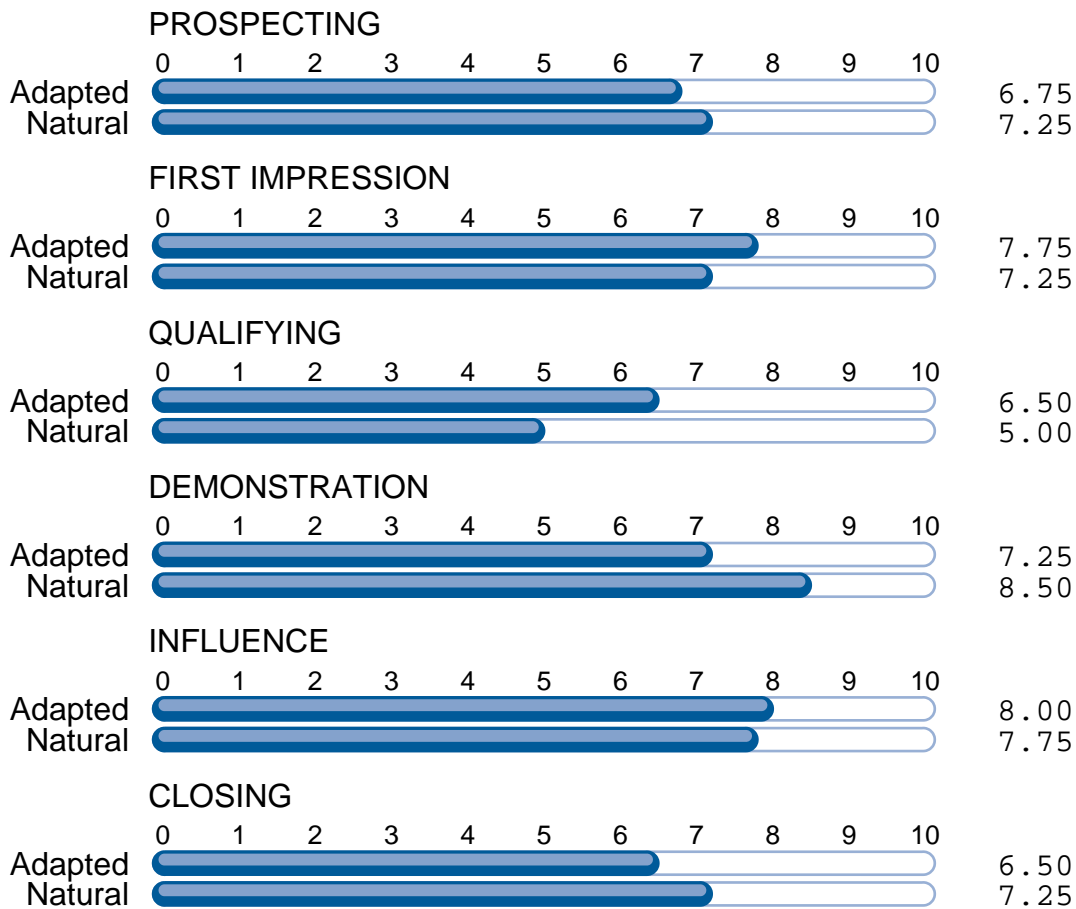 PROSPECTING
0 1 2 3 4 5 6 7 8 9 10
Adapted 6.75
Natural 7.25
FIRST IMPRESSION
0 1 2 3 4 5 6 7 8 9 10
Adapted 7.75
Natural 7.25
QUALIFYING
0 1 2 3 4 5 6 7 8 9 10
Adapted 6.50
Natural 5.00
DEMONSTRATION
0 1 2 3 4 5 6 7 8 9 10
Adapted 7.25
Natural 8.50
INFLUENCE
0 1 2 3 4 5 6 7 8 9 10
Adapted 8.00
Natural 7.75
CLOSING
0 1 2 3 4 5 6 7 8 9 10
Adapted 6.50
Natural 7.25